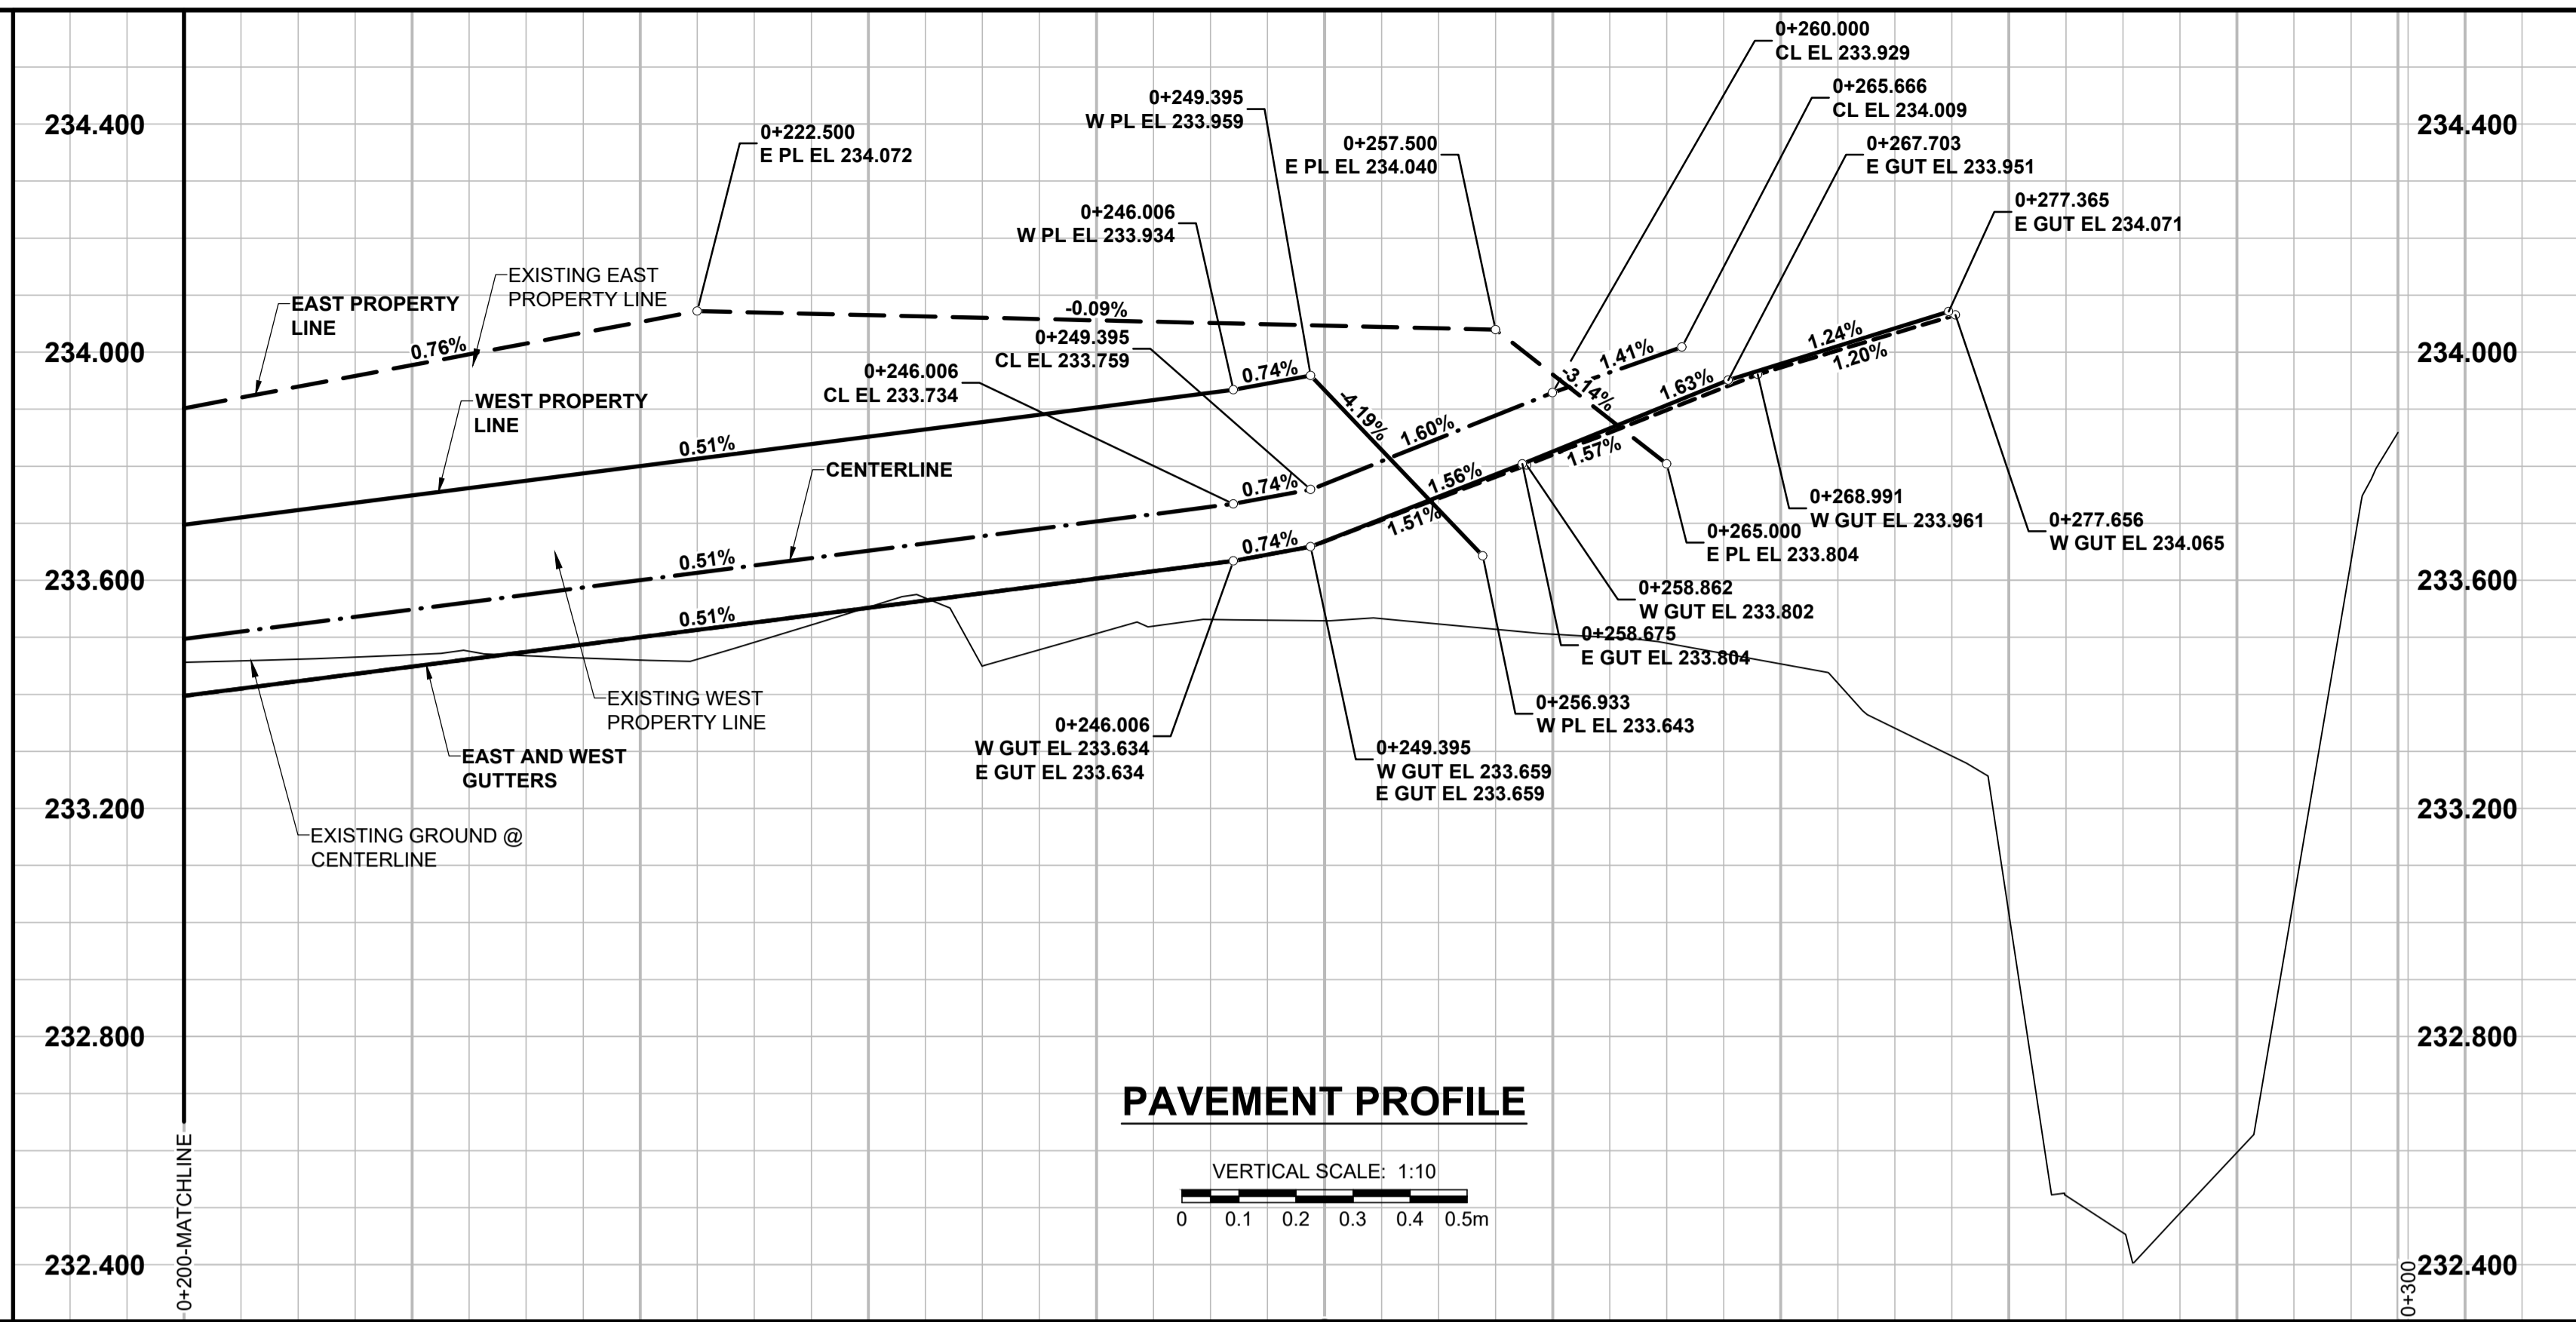 0+260.000
CL EL 233.929
0+265.666
CL EL 234.009
0+249.395
W PL EL 233.959
234.400
234.400
0+222.500
E PL EL 234.072
0+257.500
E PL EL 234.040
0+267.703
E GUT EL 233.951
0+246.006
W PL EL 233.934
0+277.365
E GUT EL 234.071
EXISTING EAST
PROPERTY LINE
EAST PROPERTY
LINE
-0.09%
0.76%
234.000
234.000
0+249.395
CL EL 233.759
0+246.006
CL EL 233.734
0.74%
-4.19%
1.41%
-3.14%
1.63%
1.24%
1.20%
WEST PROPERTY
LINE
0.51%
1.60%
CENTERLINE
0.74%
1.56%
1.51%
1.57%
0+268.991
W GUT EL 233.961
0+277.656
W GUT EL 234.065
0+265.000
E PL EL 233.804
0.51%
0.74%
233.600
233.600
0+258.862
W GUT EL 233.802
0.51%
0+258.675
E GUT EL 233.804
EXISTING WEST
PROPERTY LINE
0+256.933
W PL EL 233.643
0+246.006
W GUT EL 233.634
E GUT EL 233.634
0+249.395
W GUT EL 233.659
E GUT EL 233.659
EAST AND WEST
GUTTERS
233.200
233.200
EXISTING GROUND @
CENTERLINE
232.800
232.800
PAVEMENT PROFILE
VERTICAL SCALE: 1:10
0 0.1 0.2 0.3 0.4 0.5m
232.400
232.400
0+200-MATCHLINE
0+300